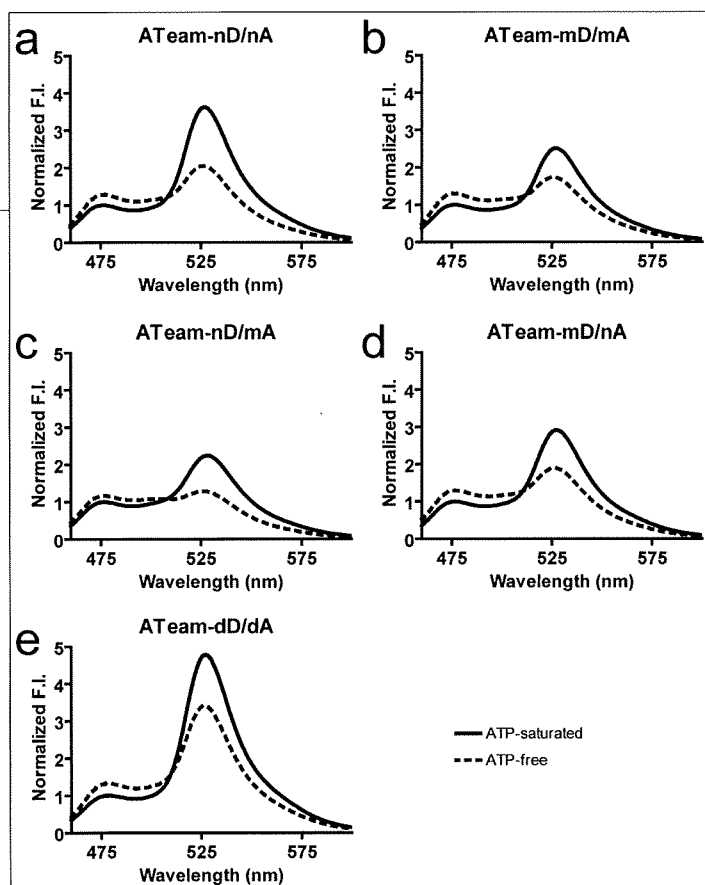 a
ATeam-nD/nA
Normalized F.I.
5
4
3
2
1
0
475
525
575
Wavelength (nm)
b
ATeam-mD/mA
Normalized F.I.
5
4
3
2
1
0
475
525
575
Wavelength (nm)
c
ATeam-nD/mA
Normalized F.I.
5
4
3
2
1
0
475
525
575
Wavelength (nm)
d
ATeam-mD/nA
Normalized F.I.
5
4
3
2
1
0
475
525
575
Wavelength (nm)
e
ATeam-dD/dA
Normalized F.I.
5
4
3
2
1
0
475
525
575
Wavelength (nm)
ATP-saturated
ATP-free